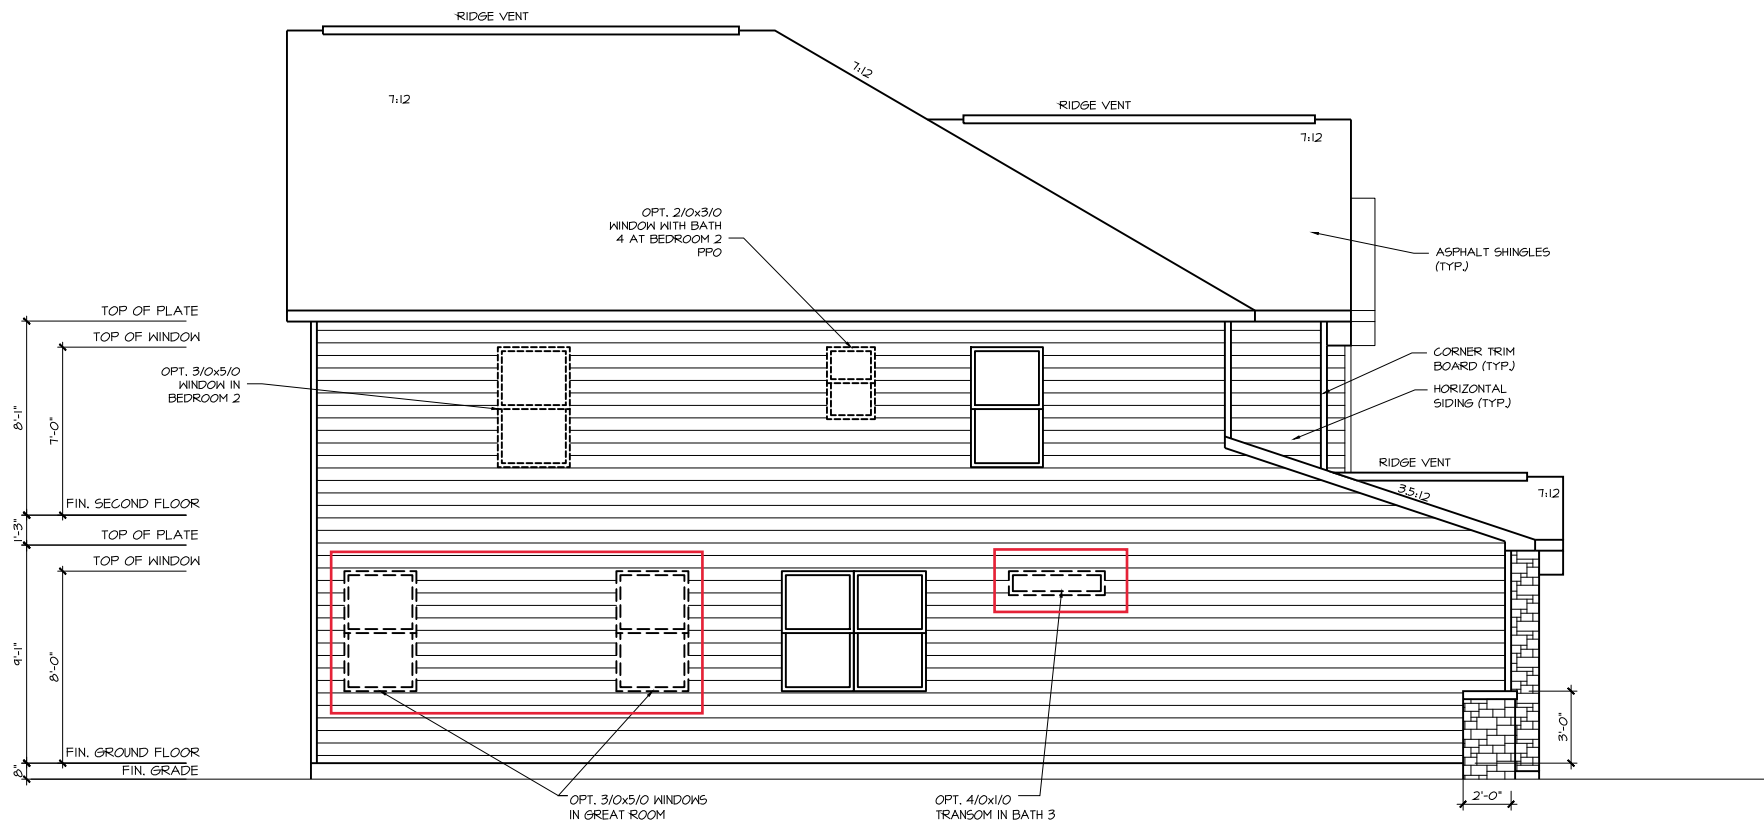 RIDGE VENT
7:12
7:12
RIDGE VENT
7:12
OPT. 2/0x3/0
WINDOW WITH BATH
4 AT BEDROOM 2
PPO
ASPHALT SHINGLES
(TYP.)
TOP OF PLATE
TOP OF WINDOW
OPT. 3/0x5/0
WINDOW IN
BEDROOM 2
CORNER TRIM
BOARD (TYP.)
HORIZONTAL
SIDING (TYP.)
8'-1"
7'-0"
RIDGE VENT
3.5:12
7:12
FIN. SECOND FLOOR
1'-3"
TOP OF PLATE
TOP OF WINDOW
9'-1"
8'-0"
3'-0"
FIN. GROUND FLOOR
8"
FIN. GRADE
OPT. 3/0x5/0 WINDOWS
IN GREAT ROOM
OPT. 4/0x1/0
TRANSOM IN BATH 3
2'-0"